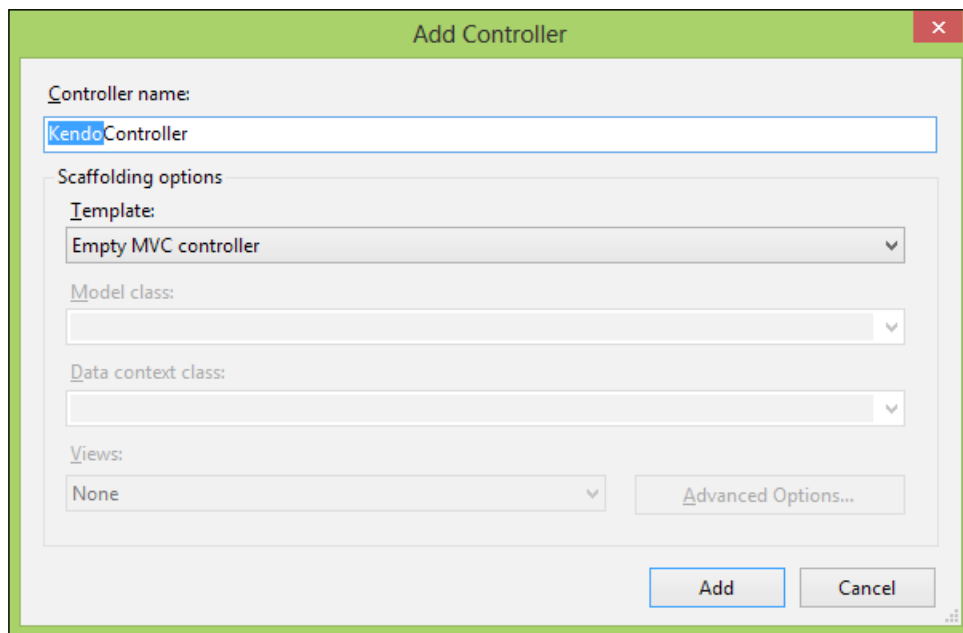 Add Controller
Controller name:
KendoController
Scaffolding options
Template:
Empty MVC controller
Model class:
Data context class:
Views:
None
Advanced Options...
Add Cancel